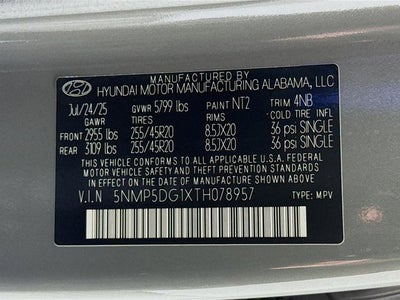 MANUFACTURED BY
HYUNDAI MOTOR MANUFACTURING ALABAMA, LLC
Jul/24/25 GVWR 5799 lbs PAINT NT2 TRIM 4NB
GAWR TIRES RIMS COLD TIRE INFL
FRONT 2955 lbs 255/45R20 8.5JX20 36 psi SINGLE
REAR 3109 lbs 255/45R20 8.5JX20 36 psi SINGLE
THIS VEHICLE CONFORMS TO ALL APPLICABLE U.S.A. FEDERAL
MOTOR VEHICLE SAFETY AND THEFT PREVENTION STANDARDS
IN EFFECT ON THE DATE OF MANUFACTURE SHOWN ABOVE.
V.I.N 5NMP5DG1XTH078957 TYPE: MPV